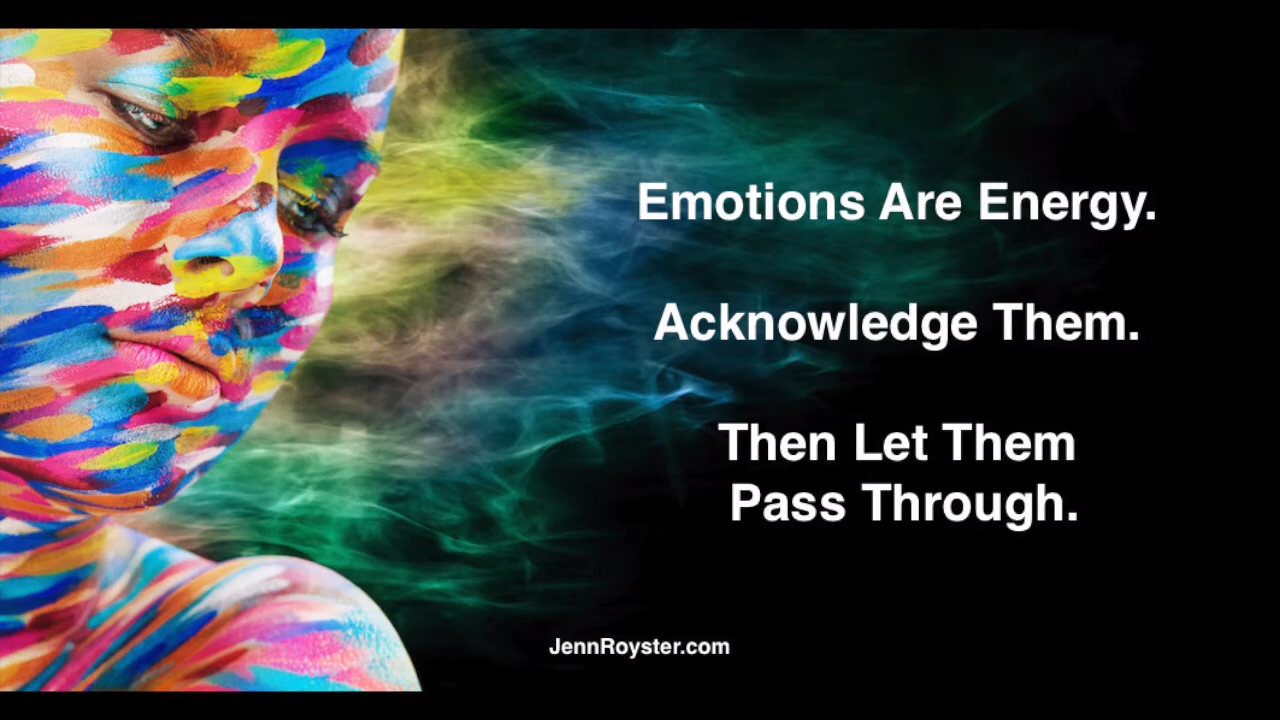 Emotions Are Energy.
Acknowledge Them.
Then Let Them
Pass Through.
JennRoyster.com